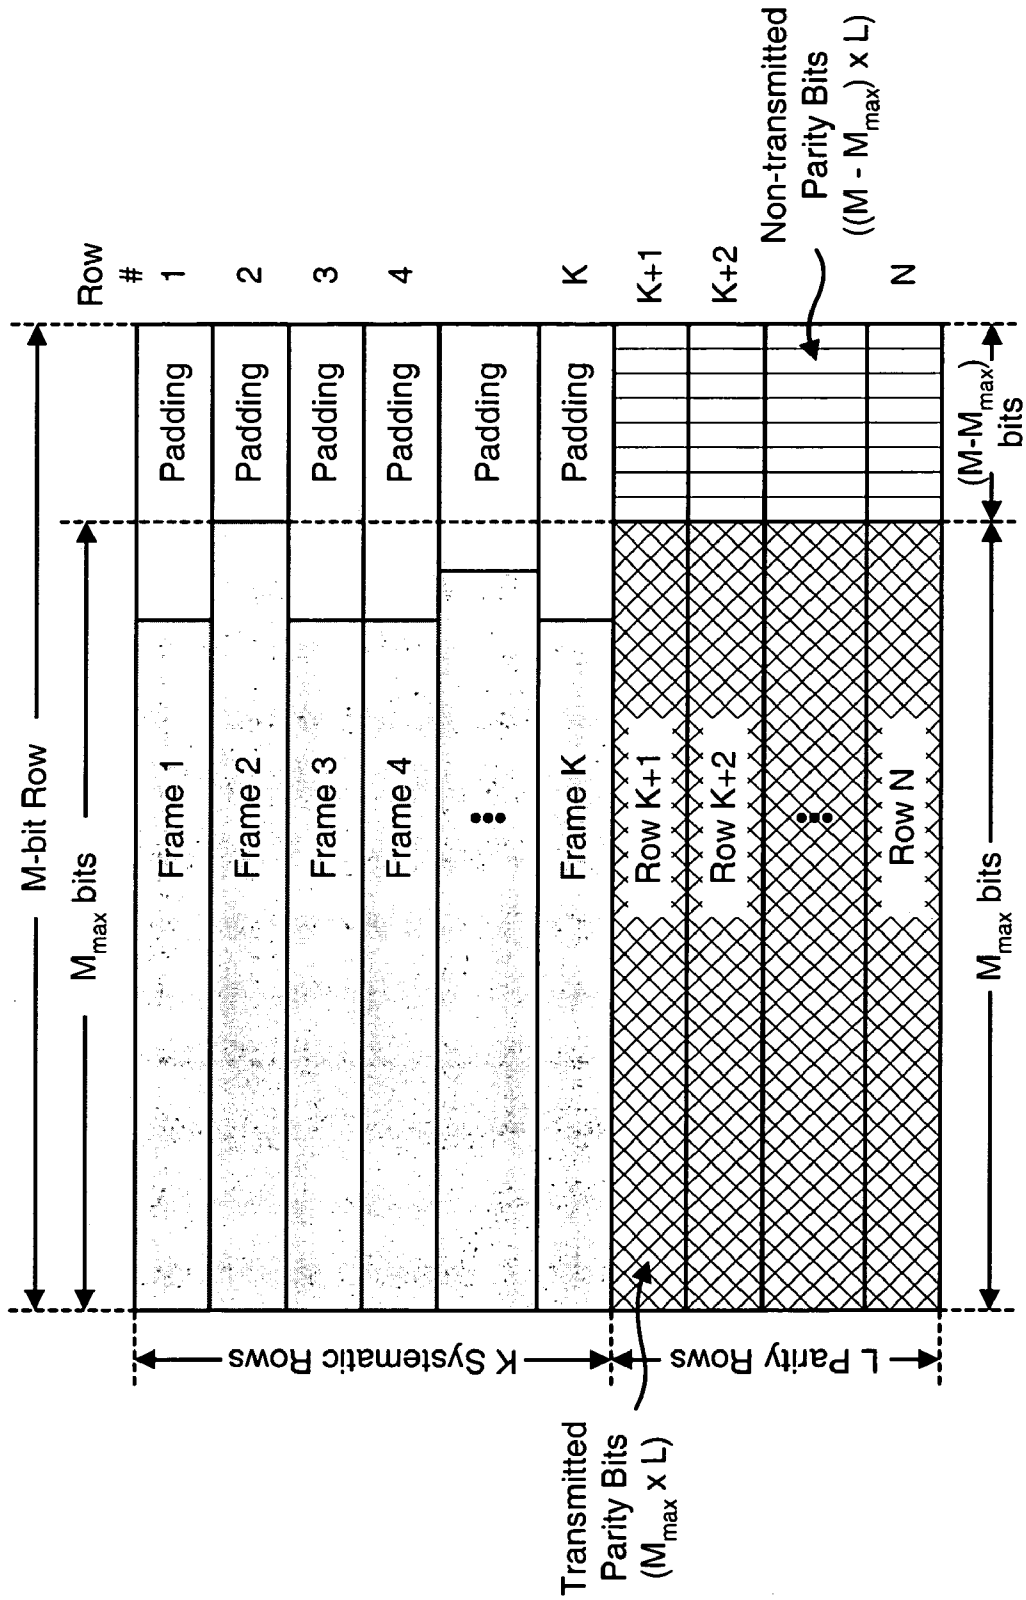 M-bit Row
M_max bits
Row
#
Frame 1
Padding
1
Frame 2
Padding
2
Frame 3
Padding
3
Frame 4
Padding
4
•••
Padding
Frame K
Padding
K
Row K+1
K+1
Row K+2
K+2
•••
Row N
N
K Systematic Rows
L Parity Rows
M_max bits
(M-M_max)
bits
Transmitted
Parity Bits
(M_max x L)
Non-transmitted
Parity Bits
((M - M_max) x L)